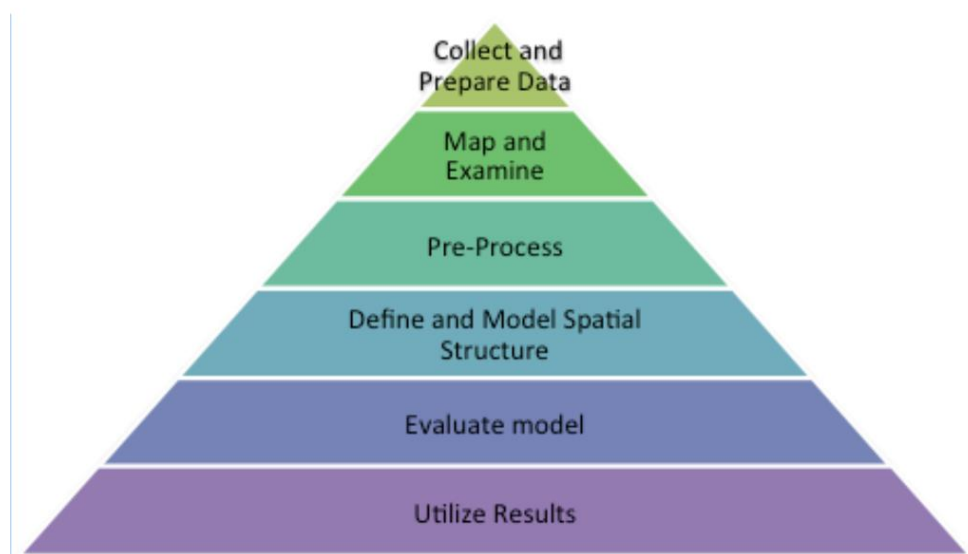 Collect and
Prepare Data
Map and
Examine
Pre-Process
Define and Model Spatial
Structure
Evaluate model
Utilize Results